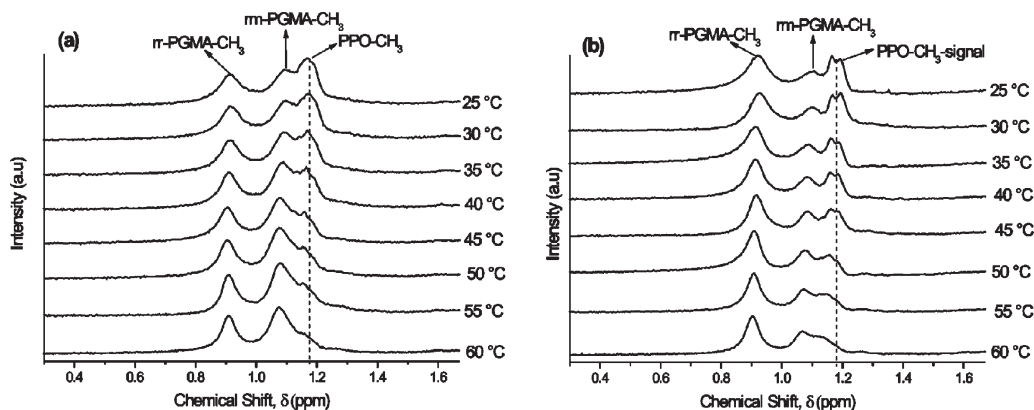 (a)
rr-PGMA-CH3
rm-PGMA-CH3
PPO-CH3
25 °C
30 °C
35 °C
40 °C
45 °C
50 °C
55 °C
60 °C
Intensity (a.u)
0.4 0.6 0.8 1.0 1.2 1.4 1.6
Chemical Shift, δ (ppm)
(b)
rr-PGMA-CH3
rm-PGMA-CH3
PPO-CH3-signal
25 °C
30 °C
35 °C
40 °C
45 °C
50 °C
55 °C
60 °C
Intensity (a.u)
0.4 0.6 0.8 1.0 1.2 1.4 1.6
Chemical Shift, δ (ppm)